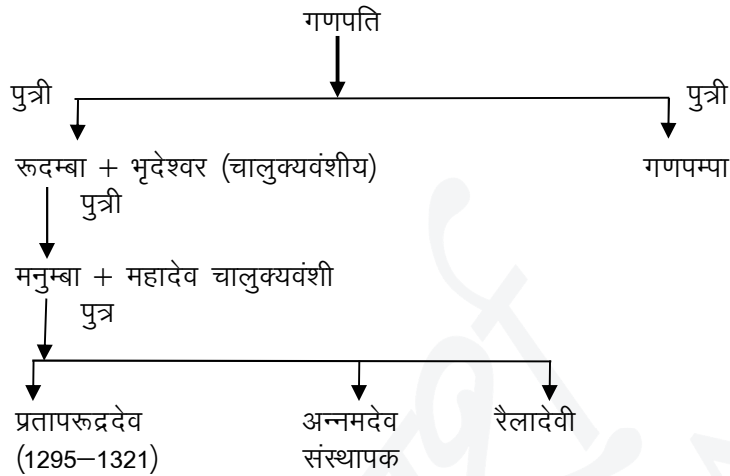 गणपति
पुत्री पुत्री
रूदम्बा + भृदेश्वर (चालुक्यवंशीय) गणपम्पा
पुत्री
मनुम्बा + महादेव चालुक्यवंशी
पुत्र
प्रतापरूद्रदेव अन्नमदेव रैलादेवी
(1295–1321) संस्थापक